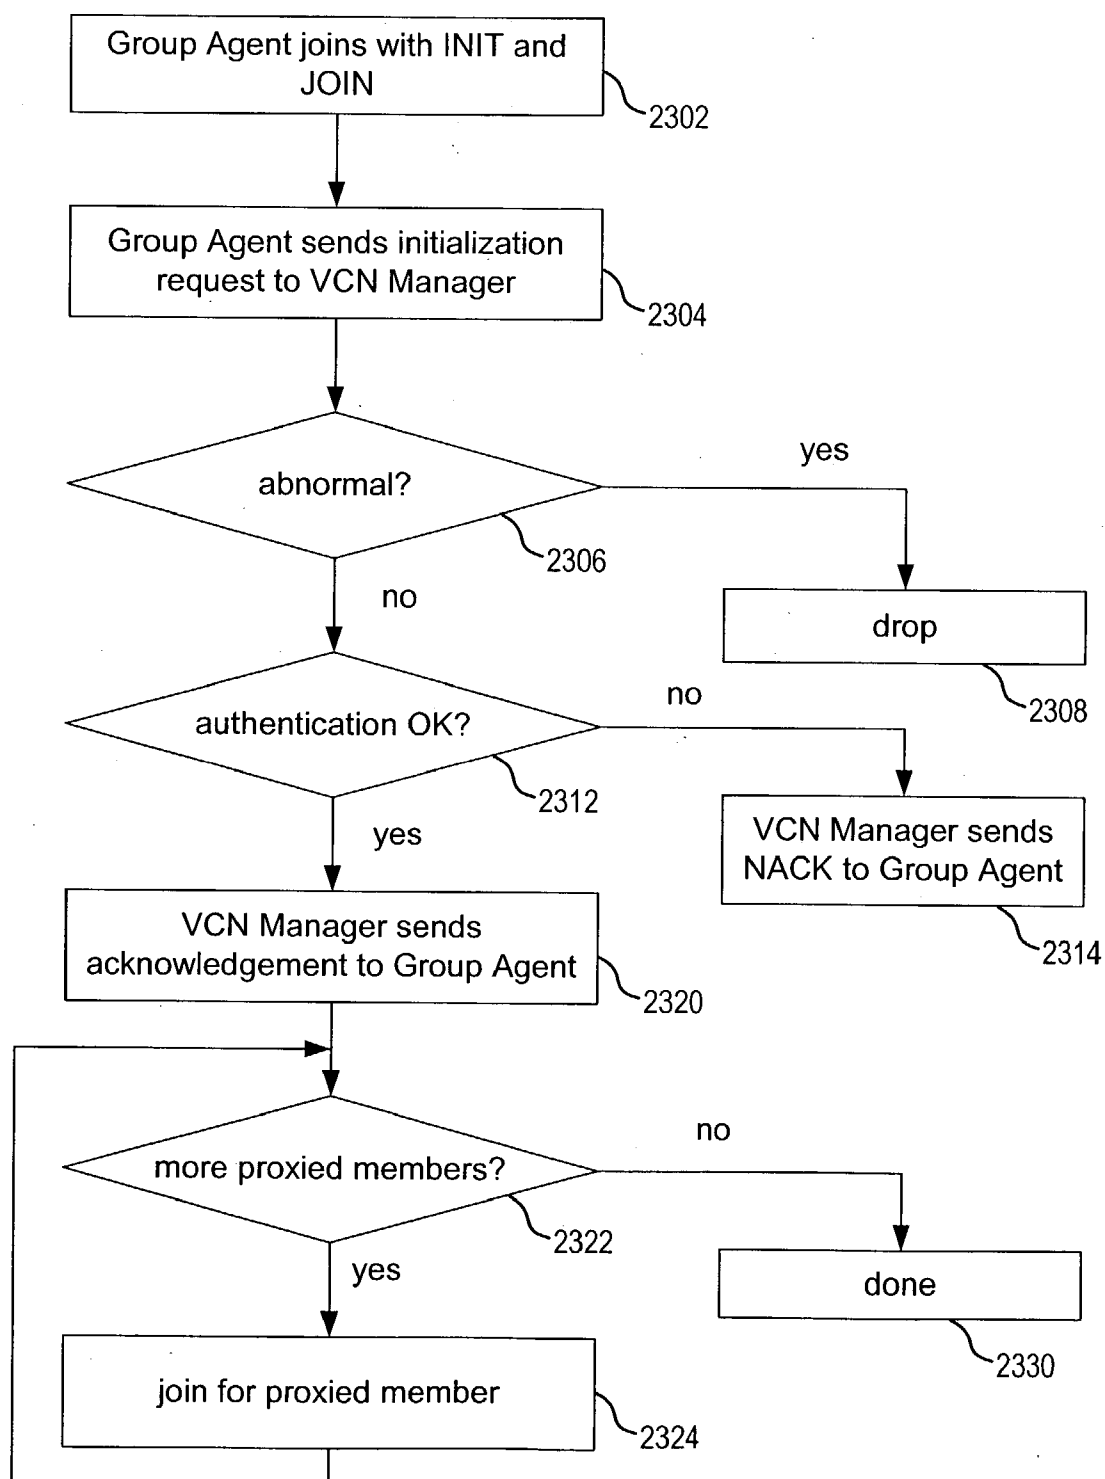 Group Agent joins with INIT and
JOIN
2302
Group Agent sends initialization
request to VCN Manager
2304
abnormal?
yes
2306
no
drop
2308
authentication OK?
no
2312
yes
VCN Manager sends
NACK to Group Agent
2314
VCN Manager sends
acknowledgement to Group Agent
2320
more proxied members?
no
2322
yes
done
2330
join for proxied member
2324